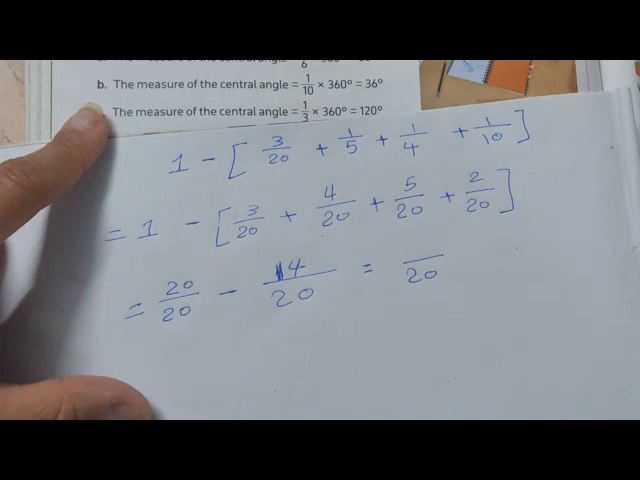 b. The measure of the central angle = 1/10 × 360° = 36°
The measure of the central angle = 1/3 × 360° = 120°
1 - [ 3/20 + 1/5 + 1/4 + 1/10 ]
= 1 - [ 3/20 + 4/20 + 5/20 + 2/20 ]
= 20/20 - 14/20 = /20